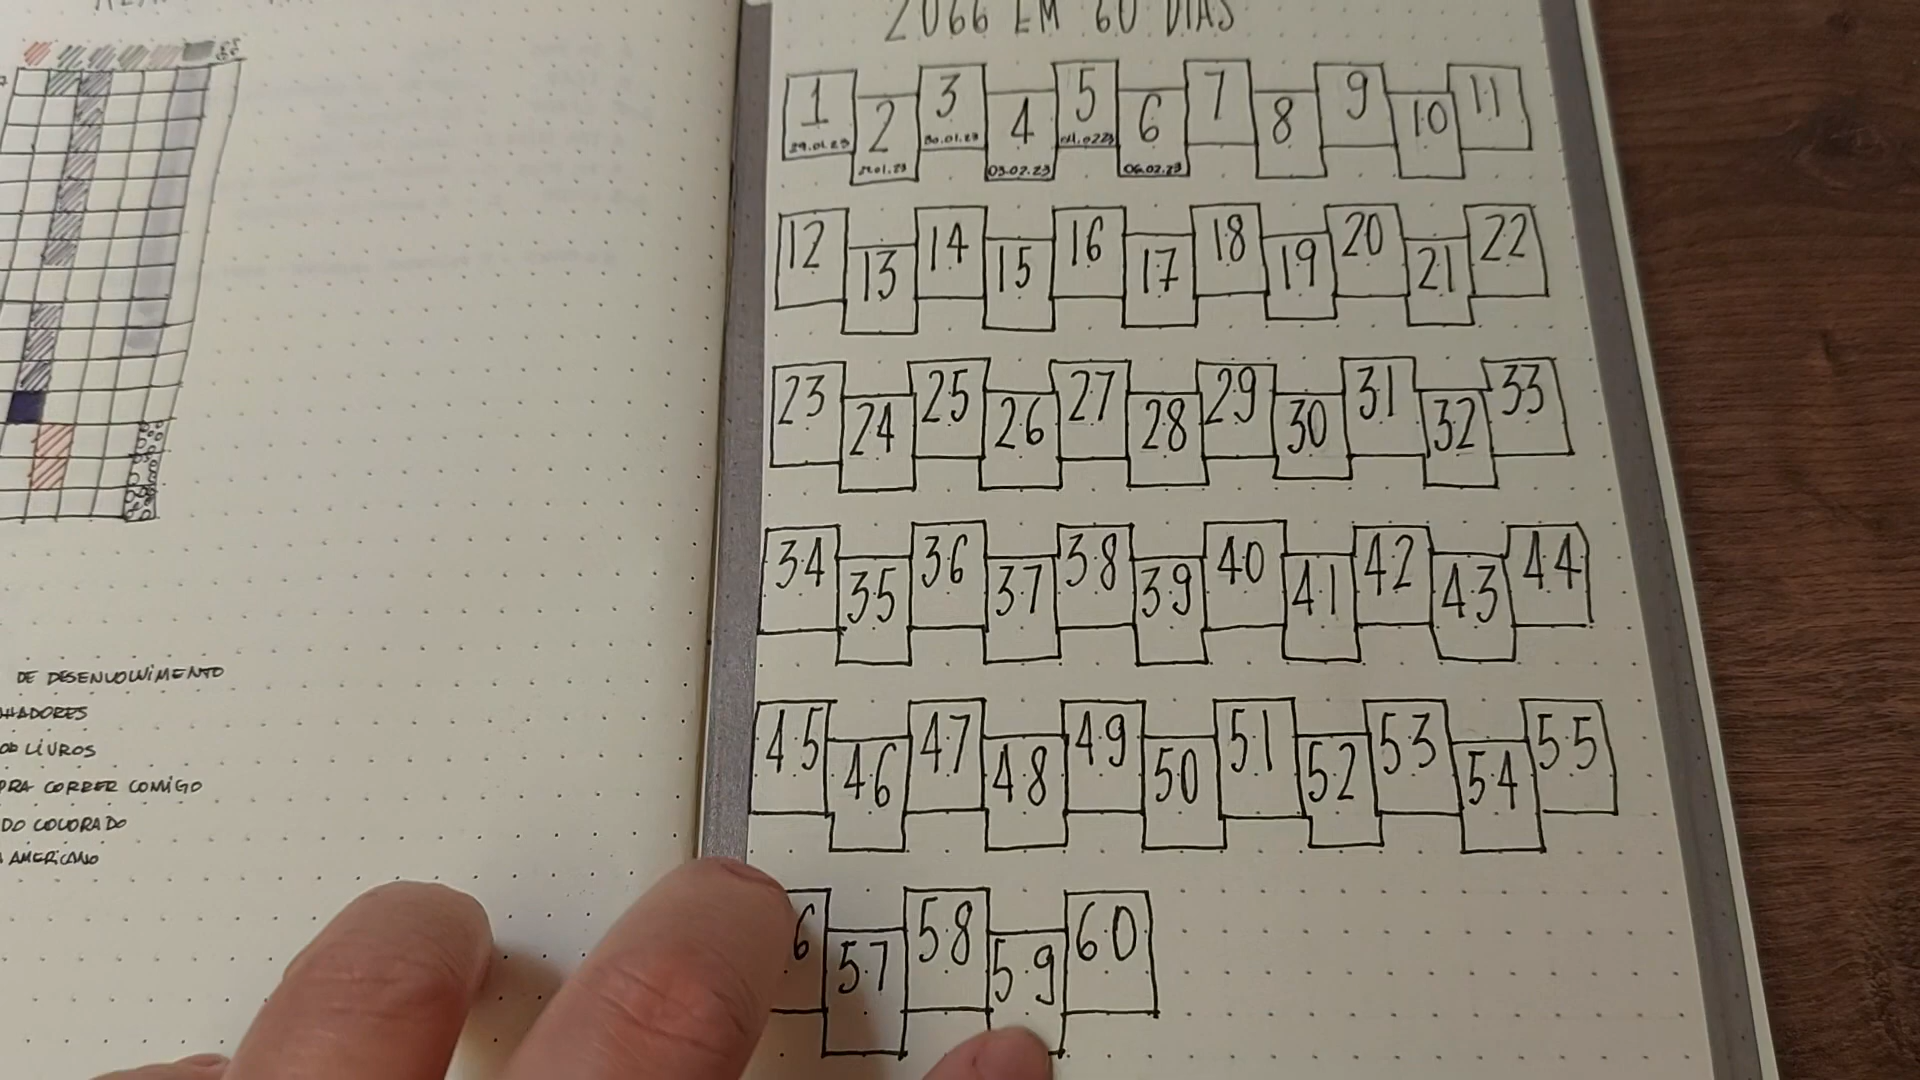 DE DESENVOLVIMENTO
LIVROS
PRA CORRER COMIGO
DO COLORADO
AMERICANO
2066 EM 60 DIAS
1 2 3 4 5 6 7 8 9 10 11
29.01.23 30.01.23 04.0223
03.02.23 06.02.23
12 13 14 15 16 17 18 19 20 21 22
23 24 25 26 27 28 29 30 31 32 33
34 35 36 37 38 39 40 41 42 43 44
45 46 47 48 49 50 51 52 53 54 55
6 57 58 59 60